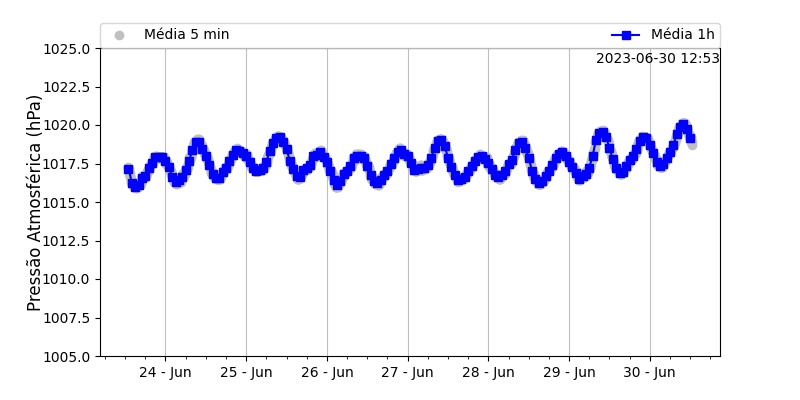 Média 5 min
Média 1h
2023-06-30 12:53
Pressão Atmosférica (hPa)
1025.0
1022.5
1020.0
1017.5
1015.0
1012.5
1010.0
1007.5
1005.0
24 - Jun
25 - Jun
26 - Jun
27 - Jun
28 - Jun
29 - Jun
30 - Jun